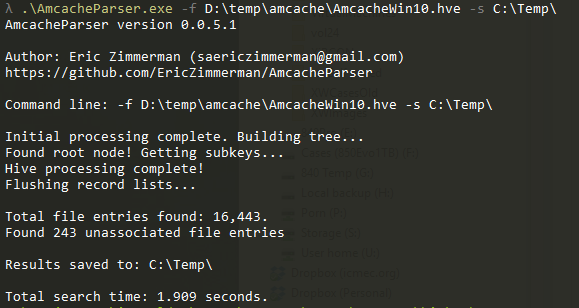 λ .\AmcacheParser.exe -f D:\temp\amcache\AmcacheWin10.hve -s C:\Temp\
AmcacheParser version 0.0.5.1
Author: Eric Zimmerman (saericzimmerman@gmail.com)
https://github.com/EricZimmerman/AmcacheParser
Command line: -f D:\temp\amcache\AmcacheWin10.hve -s C:\Temp\
Initial processing complete. Building tree...
Found root node! Getting subkeys...
Hive processing complete!
Flushing record lists...
Total file entries found: 16,443.
Found 243 unassociated file entries
Results saved to: C:\Temp\
Total search time: 1.909 seconds.